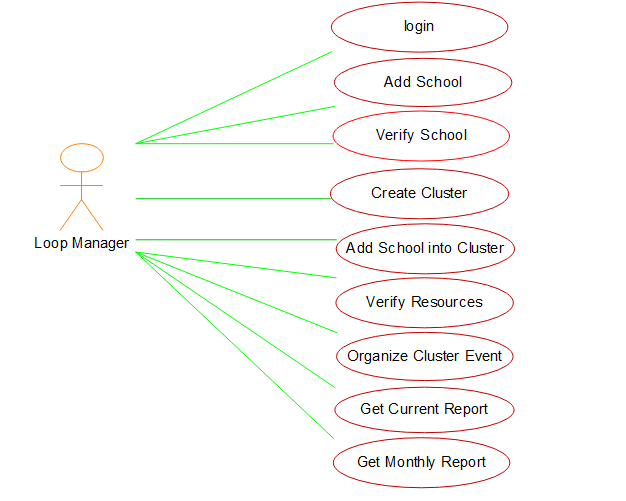 login
Add School
Verify School
Create Cluster
Loop Manager
Add School into Cluster
Verify Resources
Organize Cluster Event
Get Current Report
Get Monthly Report